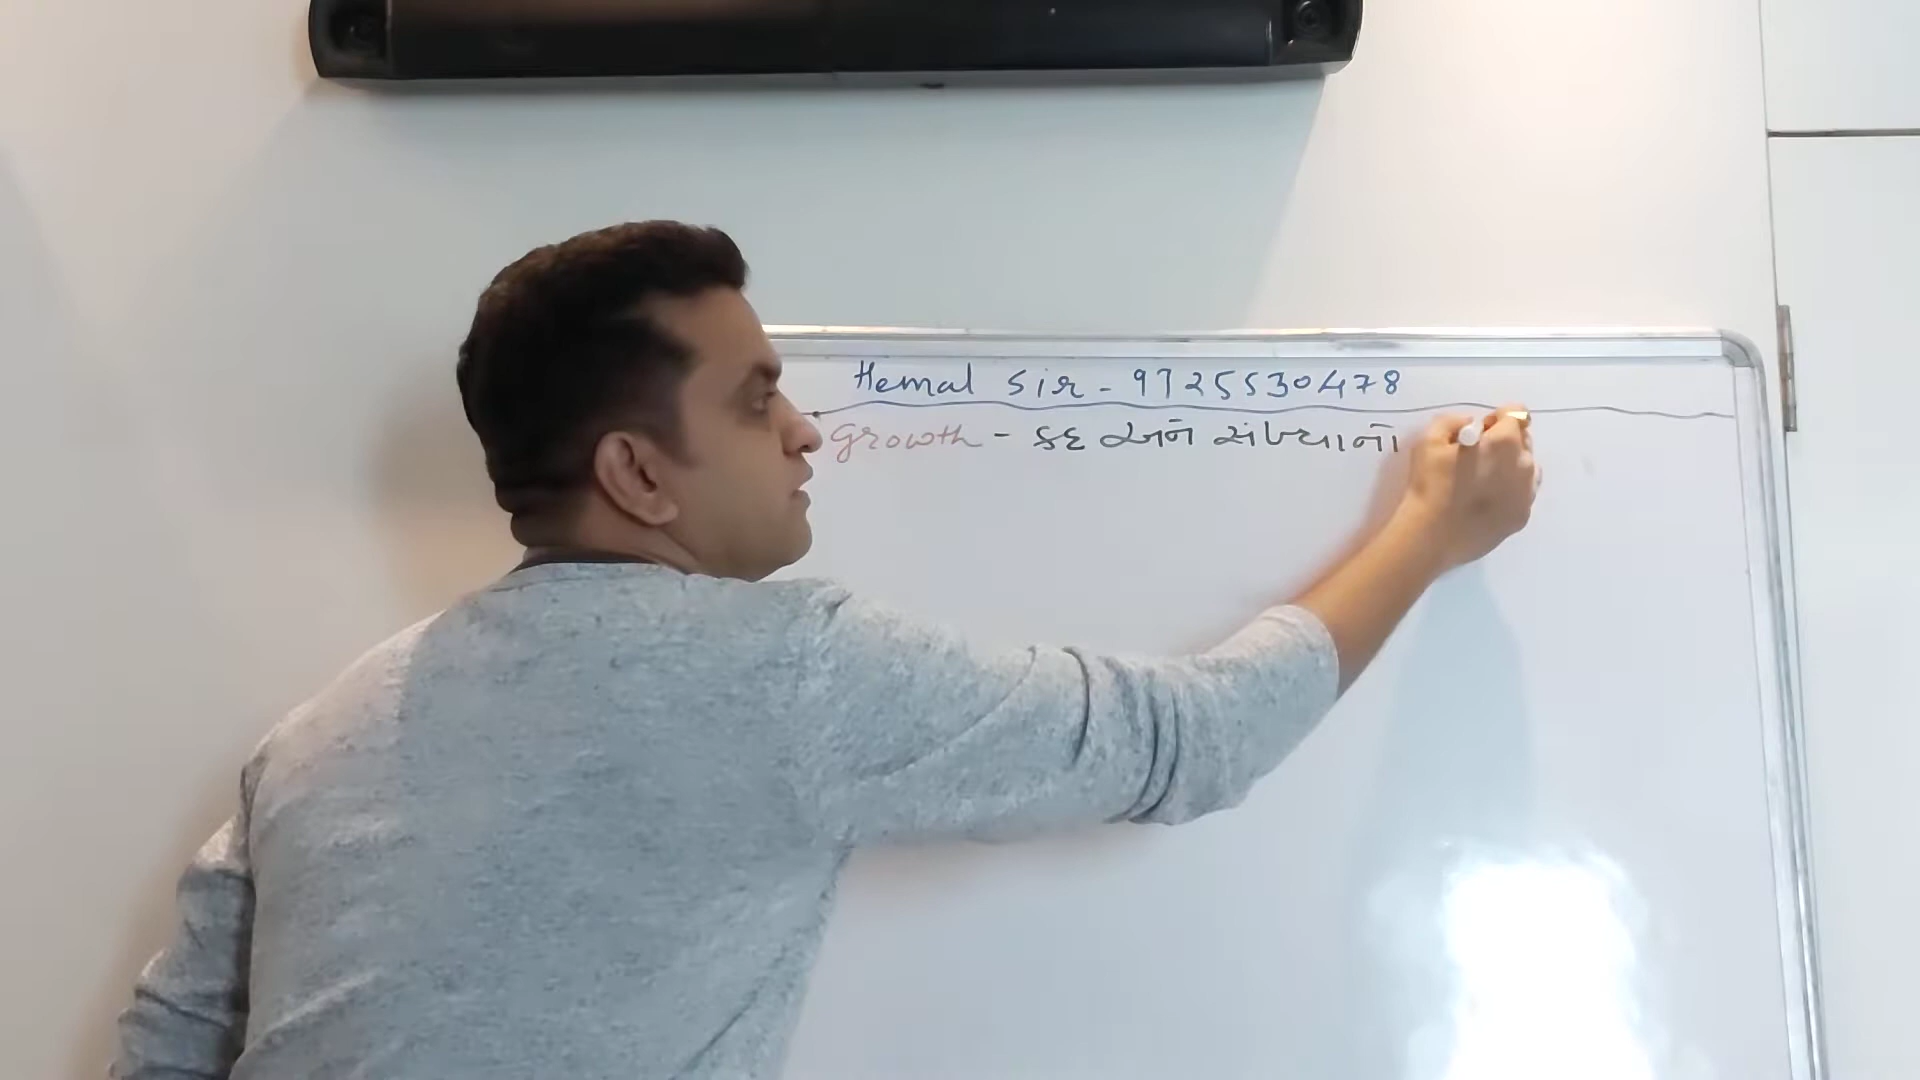 Hemal Sir - 9725530478
Growth - કદ અને સંખ્યાનો